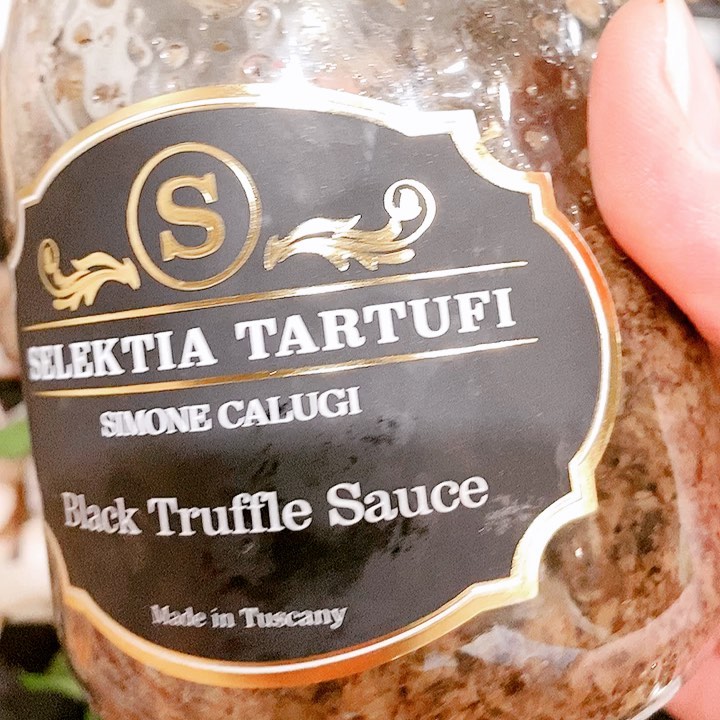 S
SELEKTIA TARTUFI
SIMONE CALUGI
Black Truffle Sauce
Made in Tuscany